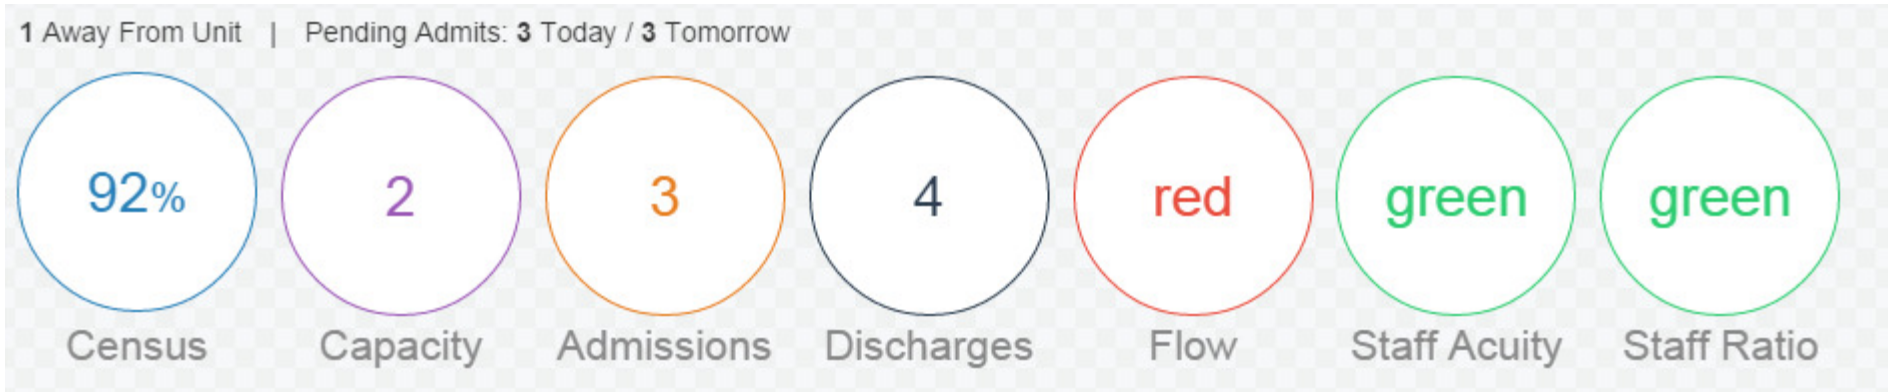 1 Away From Unit | Pending Admits: 3 Today / 3 Tomorrow
92% 2 3 4 red green green
Census Capacity Admissions Discharges Flow Staff Acuity Staff Ratio